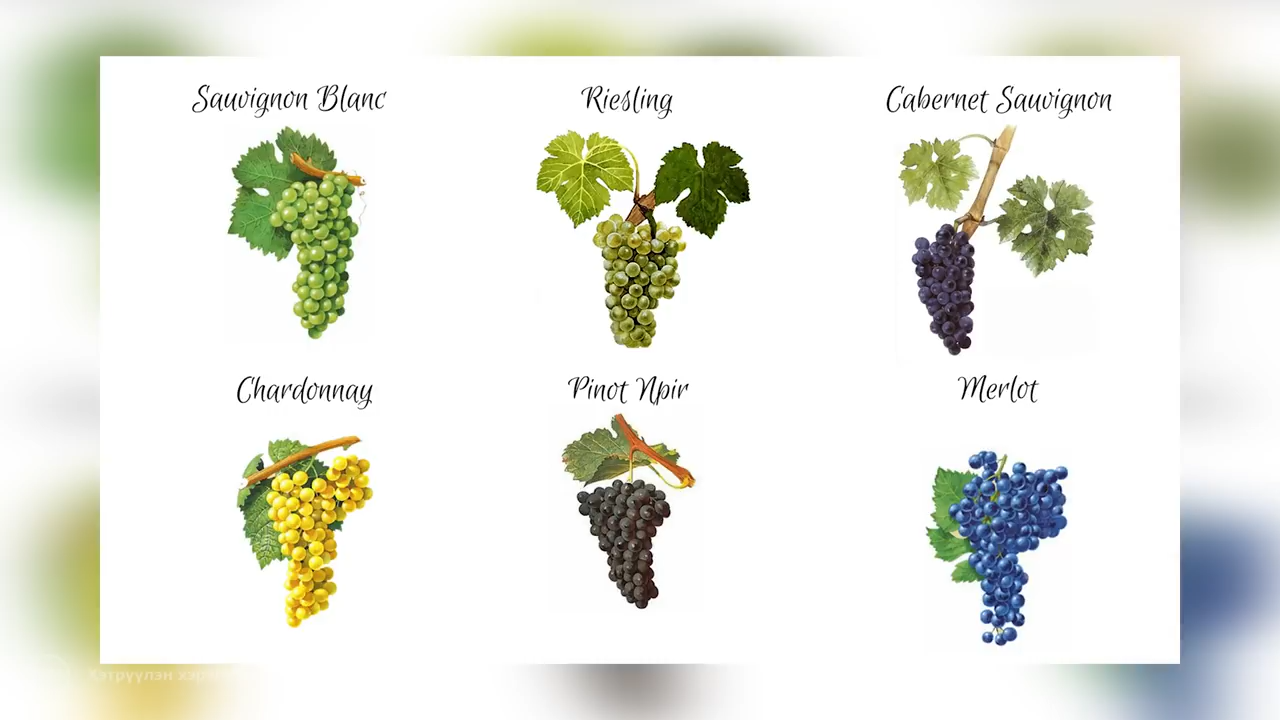 Sauvignon Blanc
Riesling
Cabernet Sauvignon
Chardonnay
Pinot Npir
Merlot